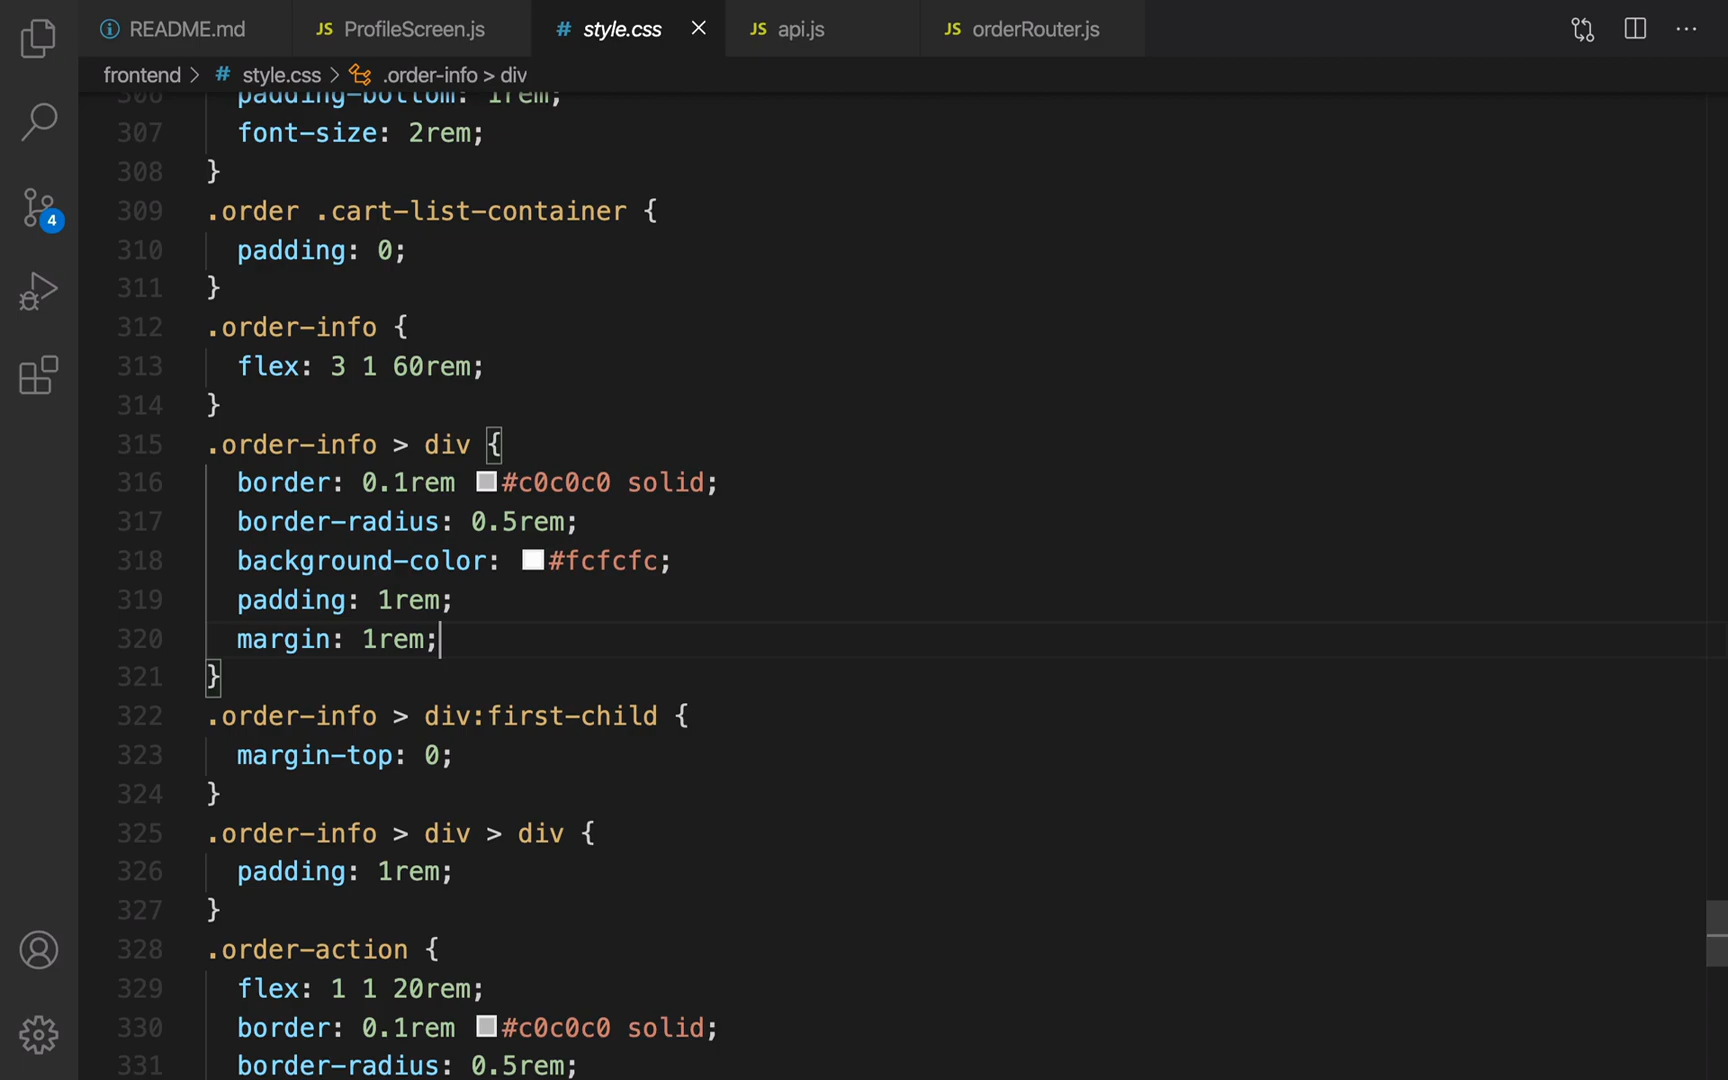 README.md
JS ProfileScreen.js
# style.css
JS api.js
JS orderRouter.js
frontend > # style.css > .order-info > div
306 padding-bottom: 1rem;
307 font-size: 2rem;
308 }
309 .order .cart-list-container {
310 padding: 0;
311 }
312 .order-info {
313 flex: 3 1 60rem;
314 }
315 .order-info > div {
316 border: 0.1rem #c0c0c0 solid;
317 border-radius: 0.5rem;
318 background-color: #fcfcfc;
319 padding: 1rem;
320 margin: 1rem;
321 }
322 .order-info > div:first-child {
323 margin-top: 0;
324 }
325 .order-info > div > div {
326 padding: 1rem;
327 }
328 .order-action {
329 flex: 1 1 20rem;
330 border: 0.1rem #c0c0c0 solid;
331 border-radius: 0.5rem;
4